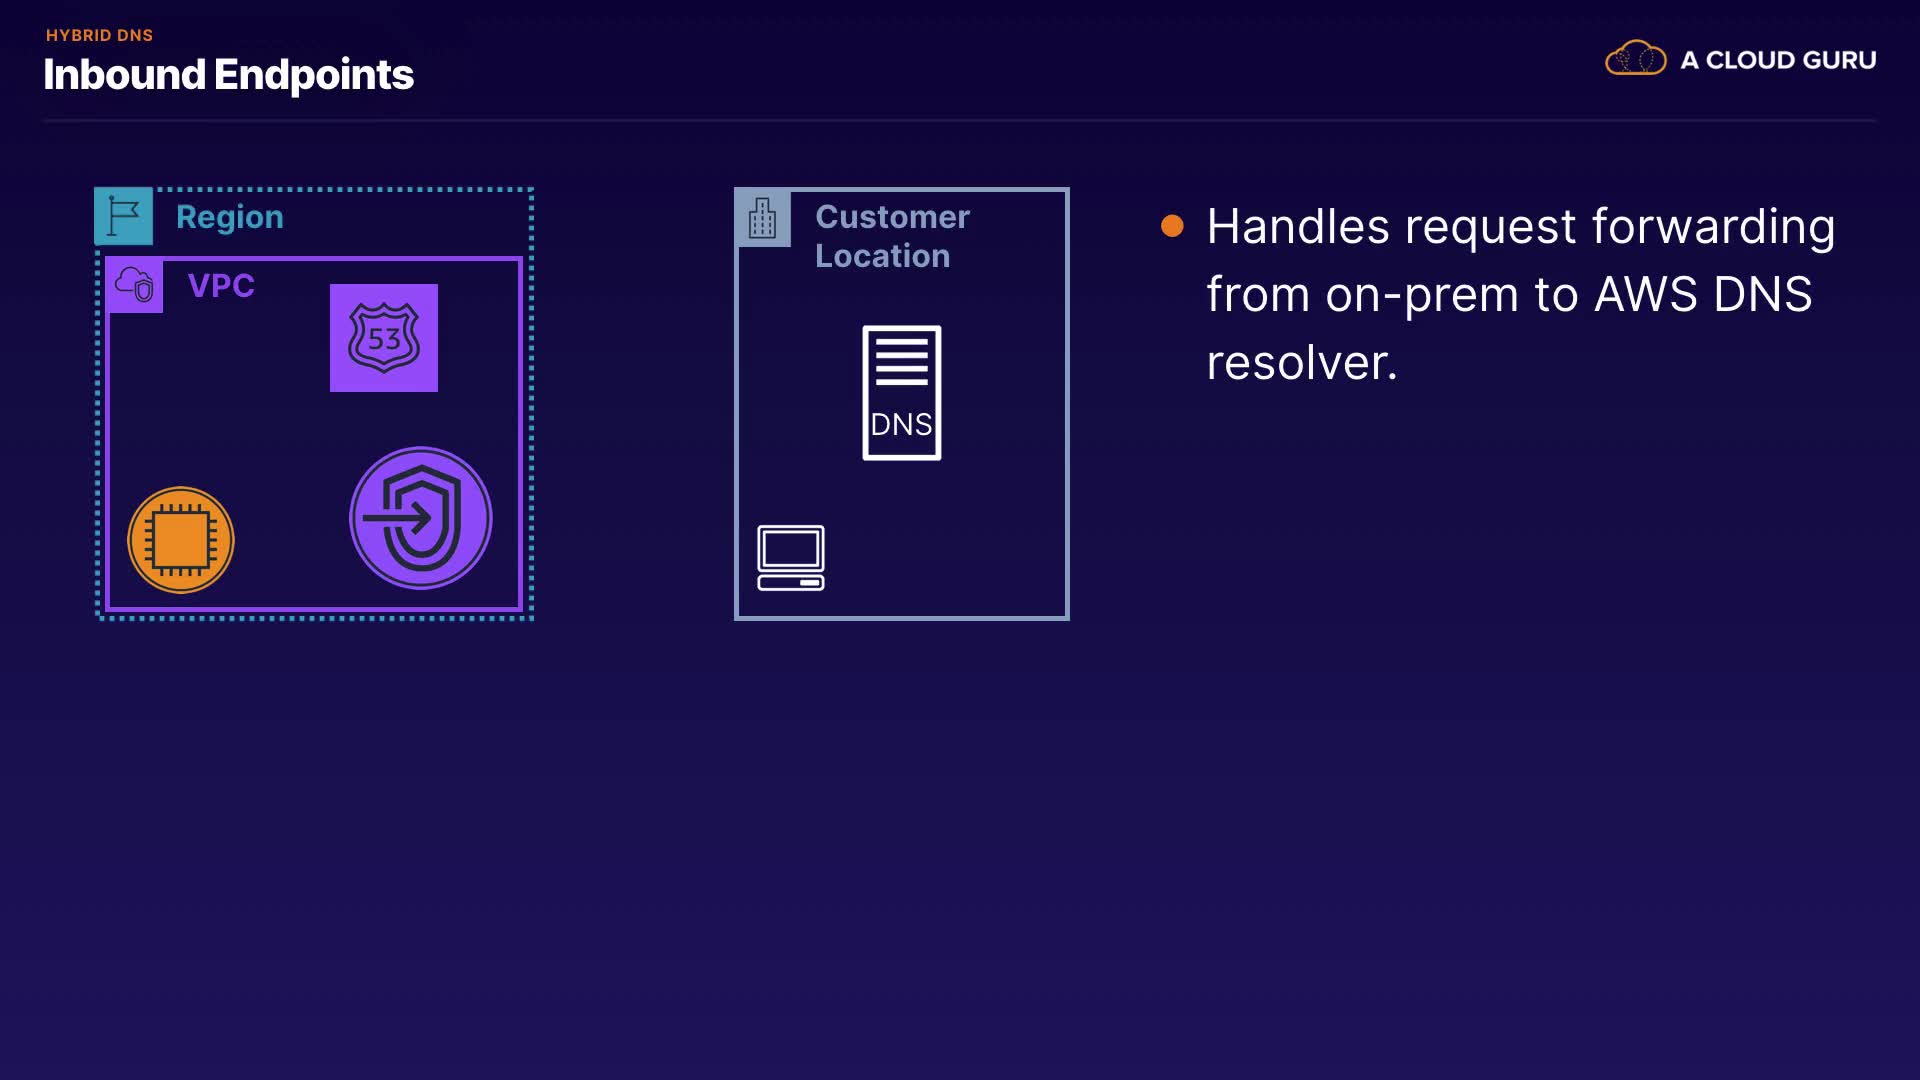 HYBRID DNS
Inbound Endpoints
A CLOUD GURU
Region
VPC
53
Customer
Location
DNS
Handles request forwarding
from on-prem to AWS DNS
resolver.